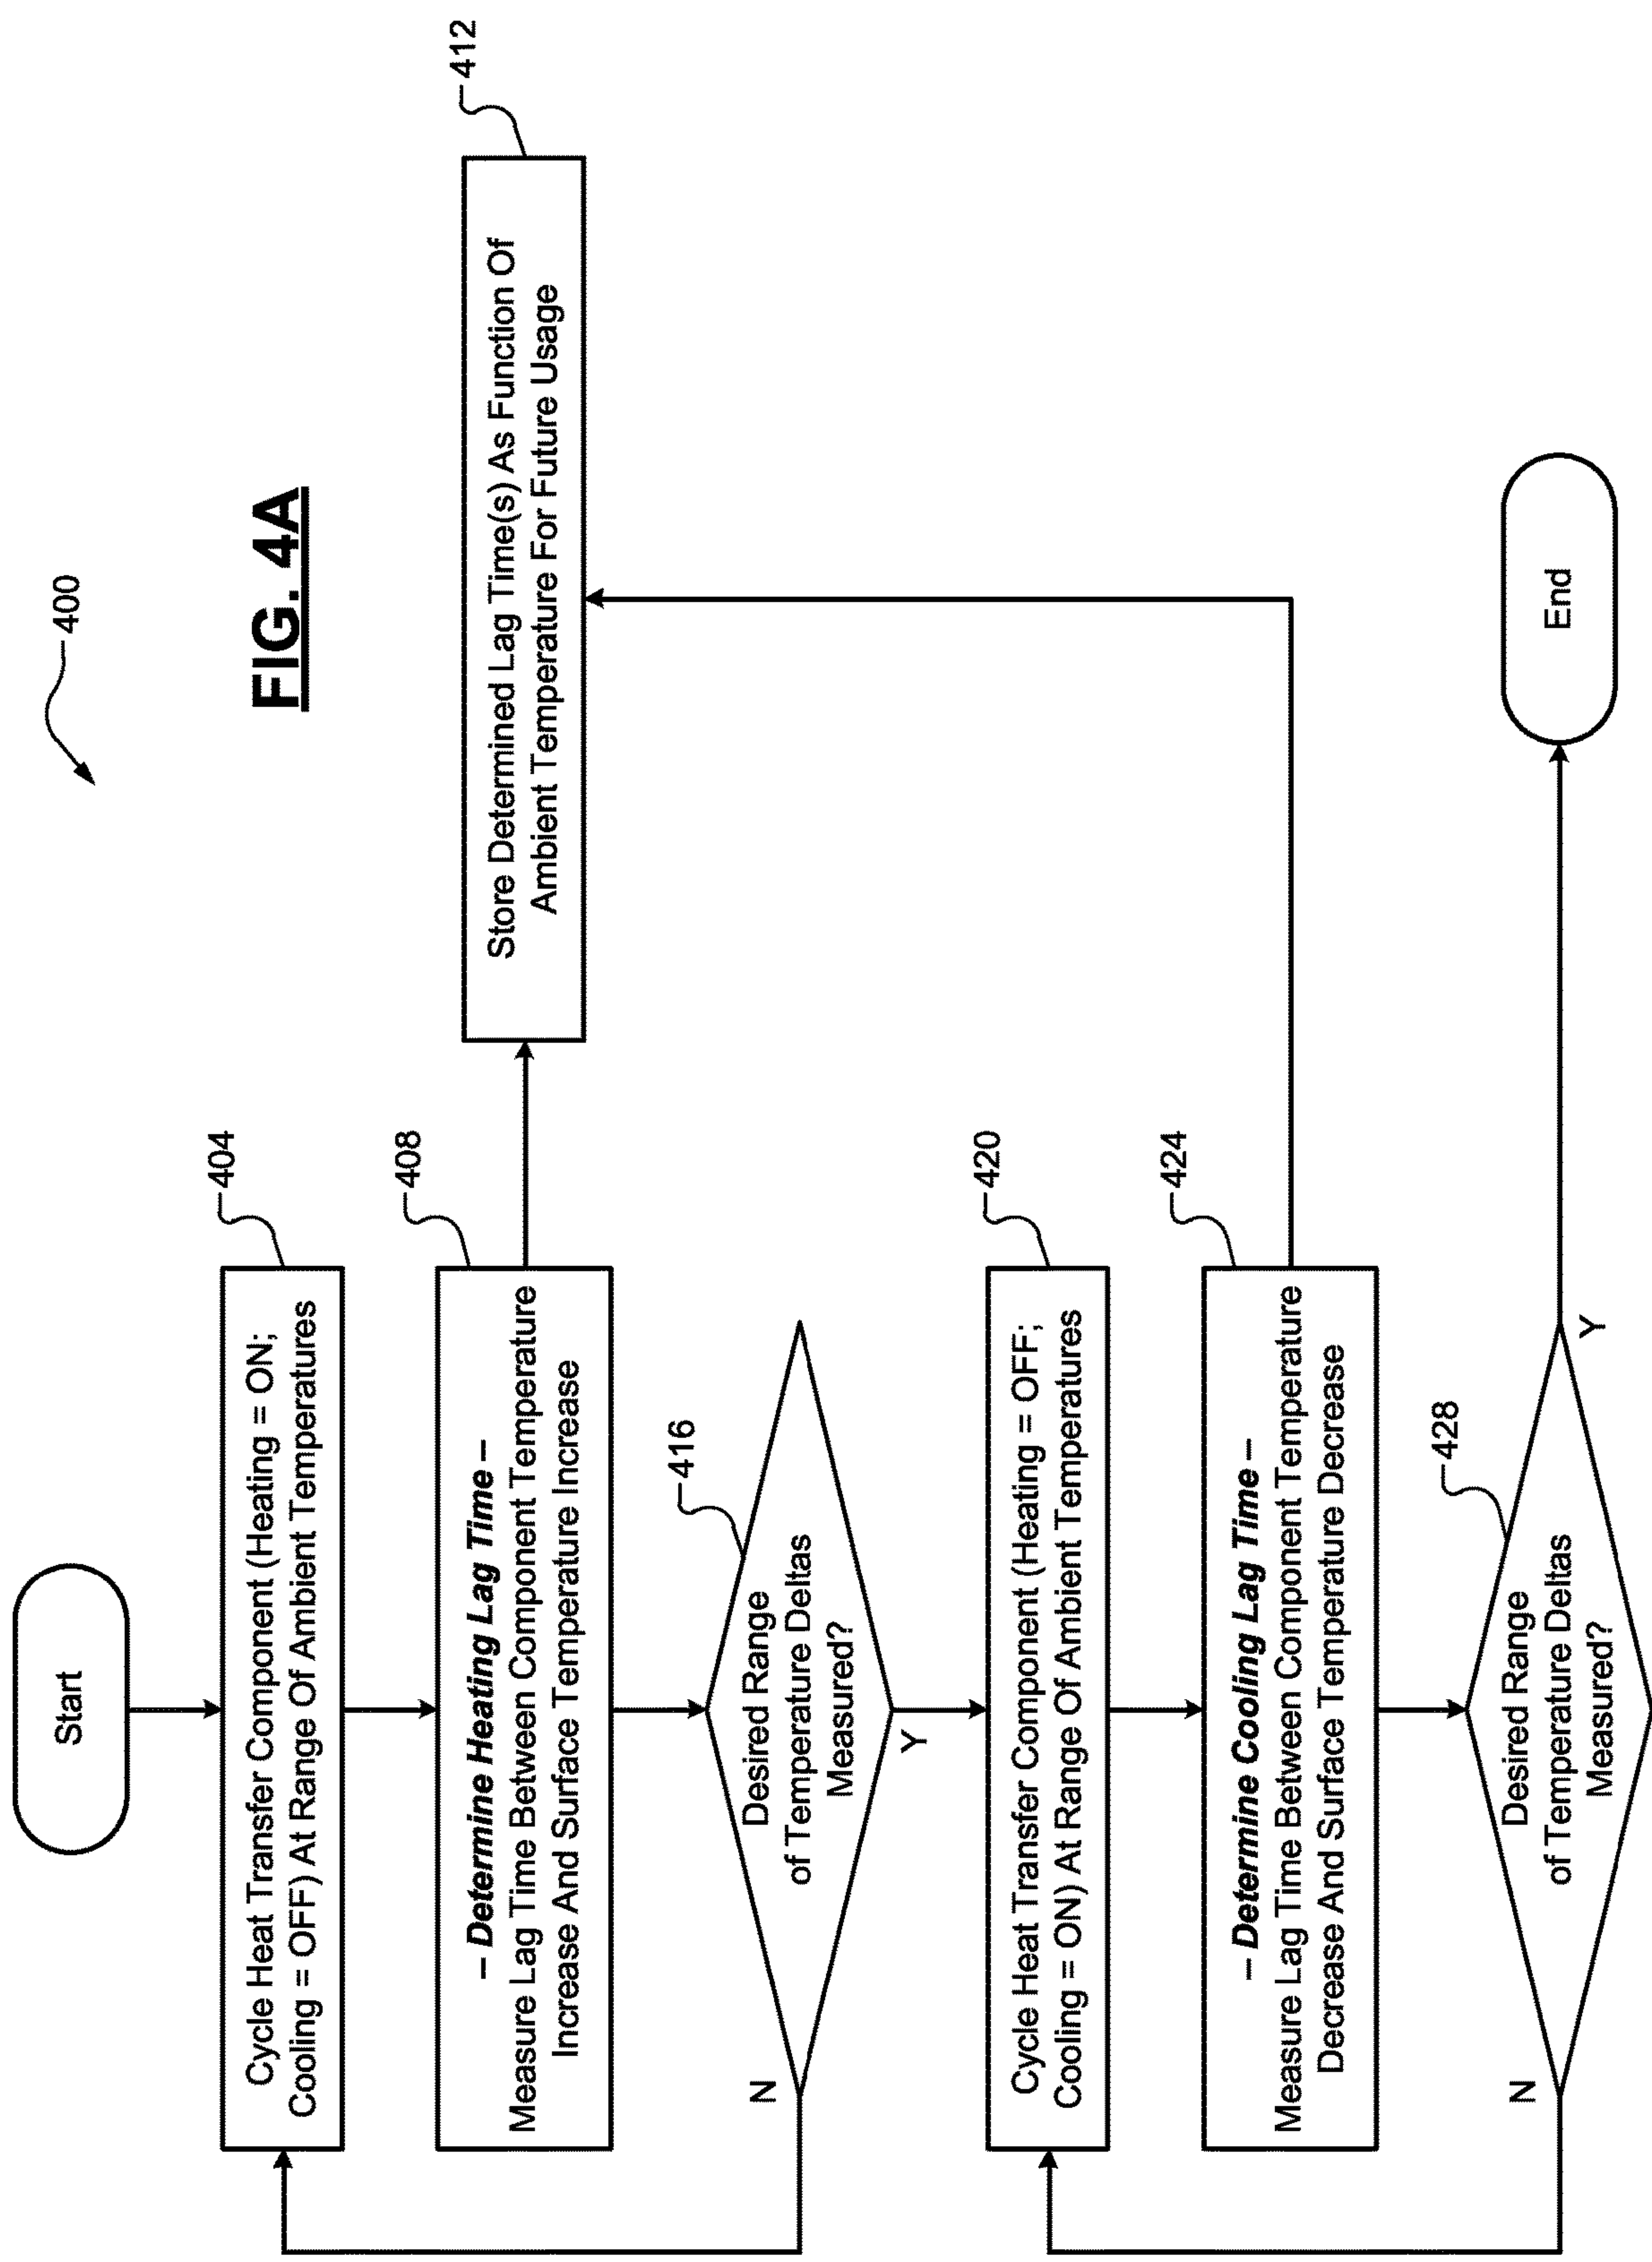 400
FIG. 4A
Start
404
Cycle Heat Transfer Component (Heating = ON;
Cooling = OFF) At Range Of Ambient Temperatures
408
– Determine Heating Lag Time –
Measure Lag Time Between Component Temperature
Increase And Surface Temperature Increase
412
Store Determined Lag Time(s) As Function Of
Ambient Temperature For Future Usage
416
Desired Range
of Temperature Deltas
Measured?
N
Y
420
Cycle Heat Transfer Component (Heating = OFF;
Cooling = ON) At Range Of Ambient Temperatures
424
– Determine Cooling Lag Time –
Measure Lag Time Between Component Temperature
Decrease And Surface Temperature Decrease
428
Desired Range
of Temperature Deltas
Measured?
N
Y
End